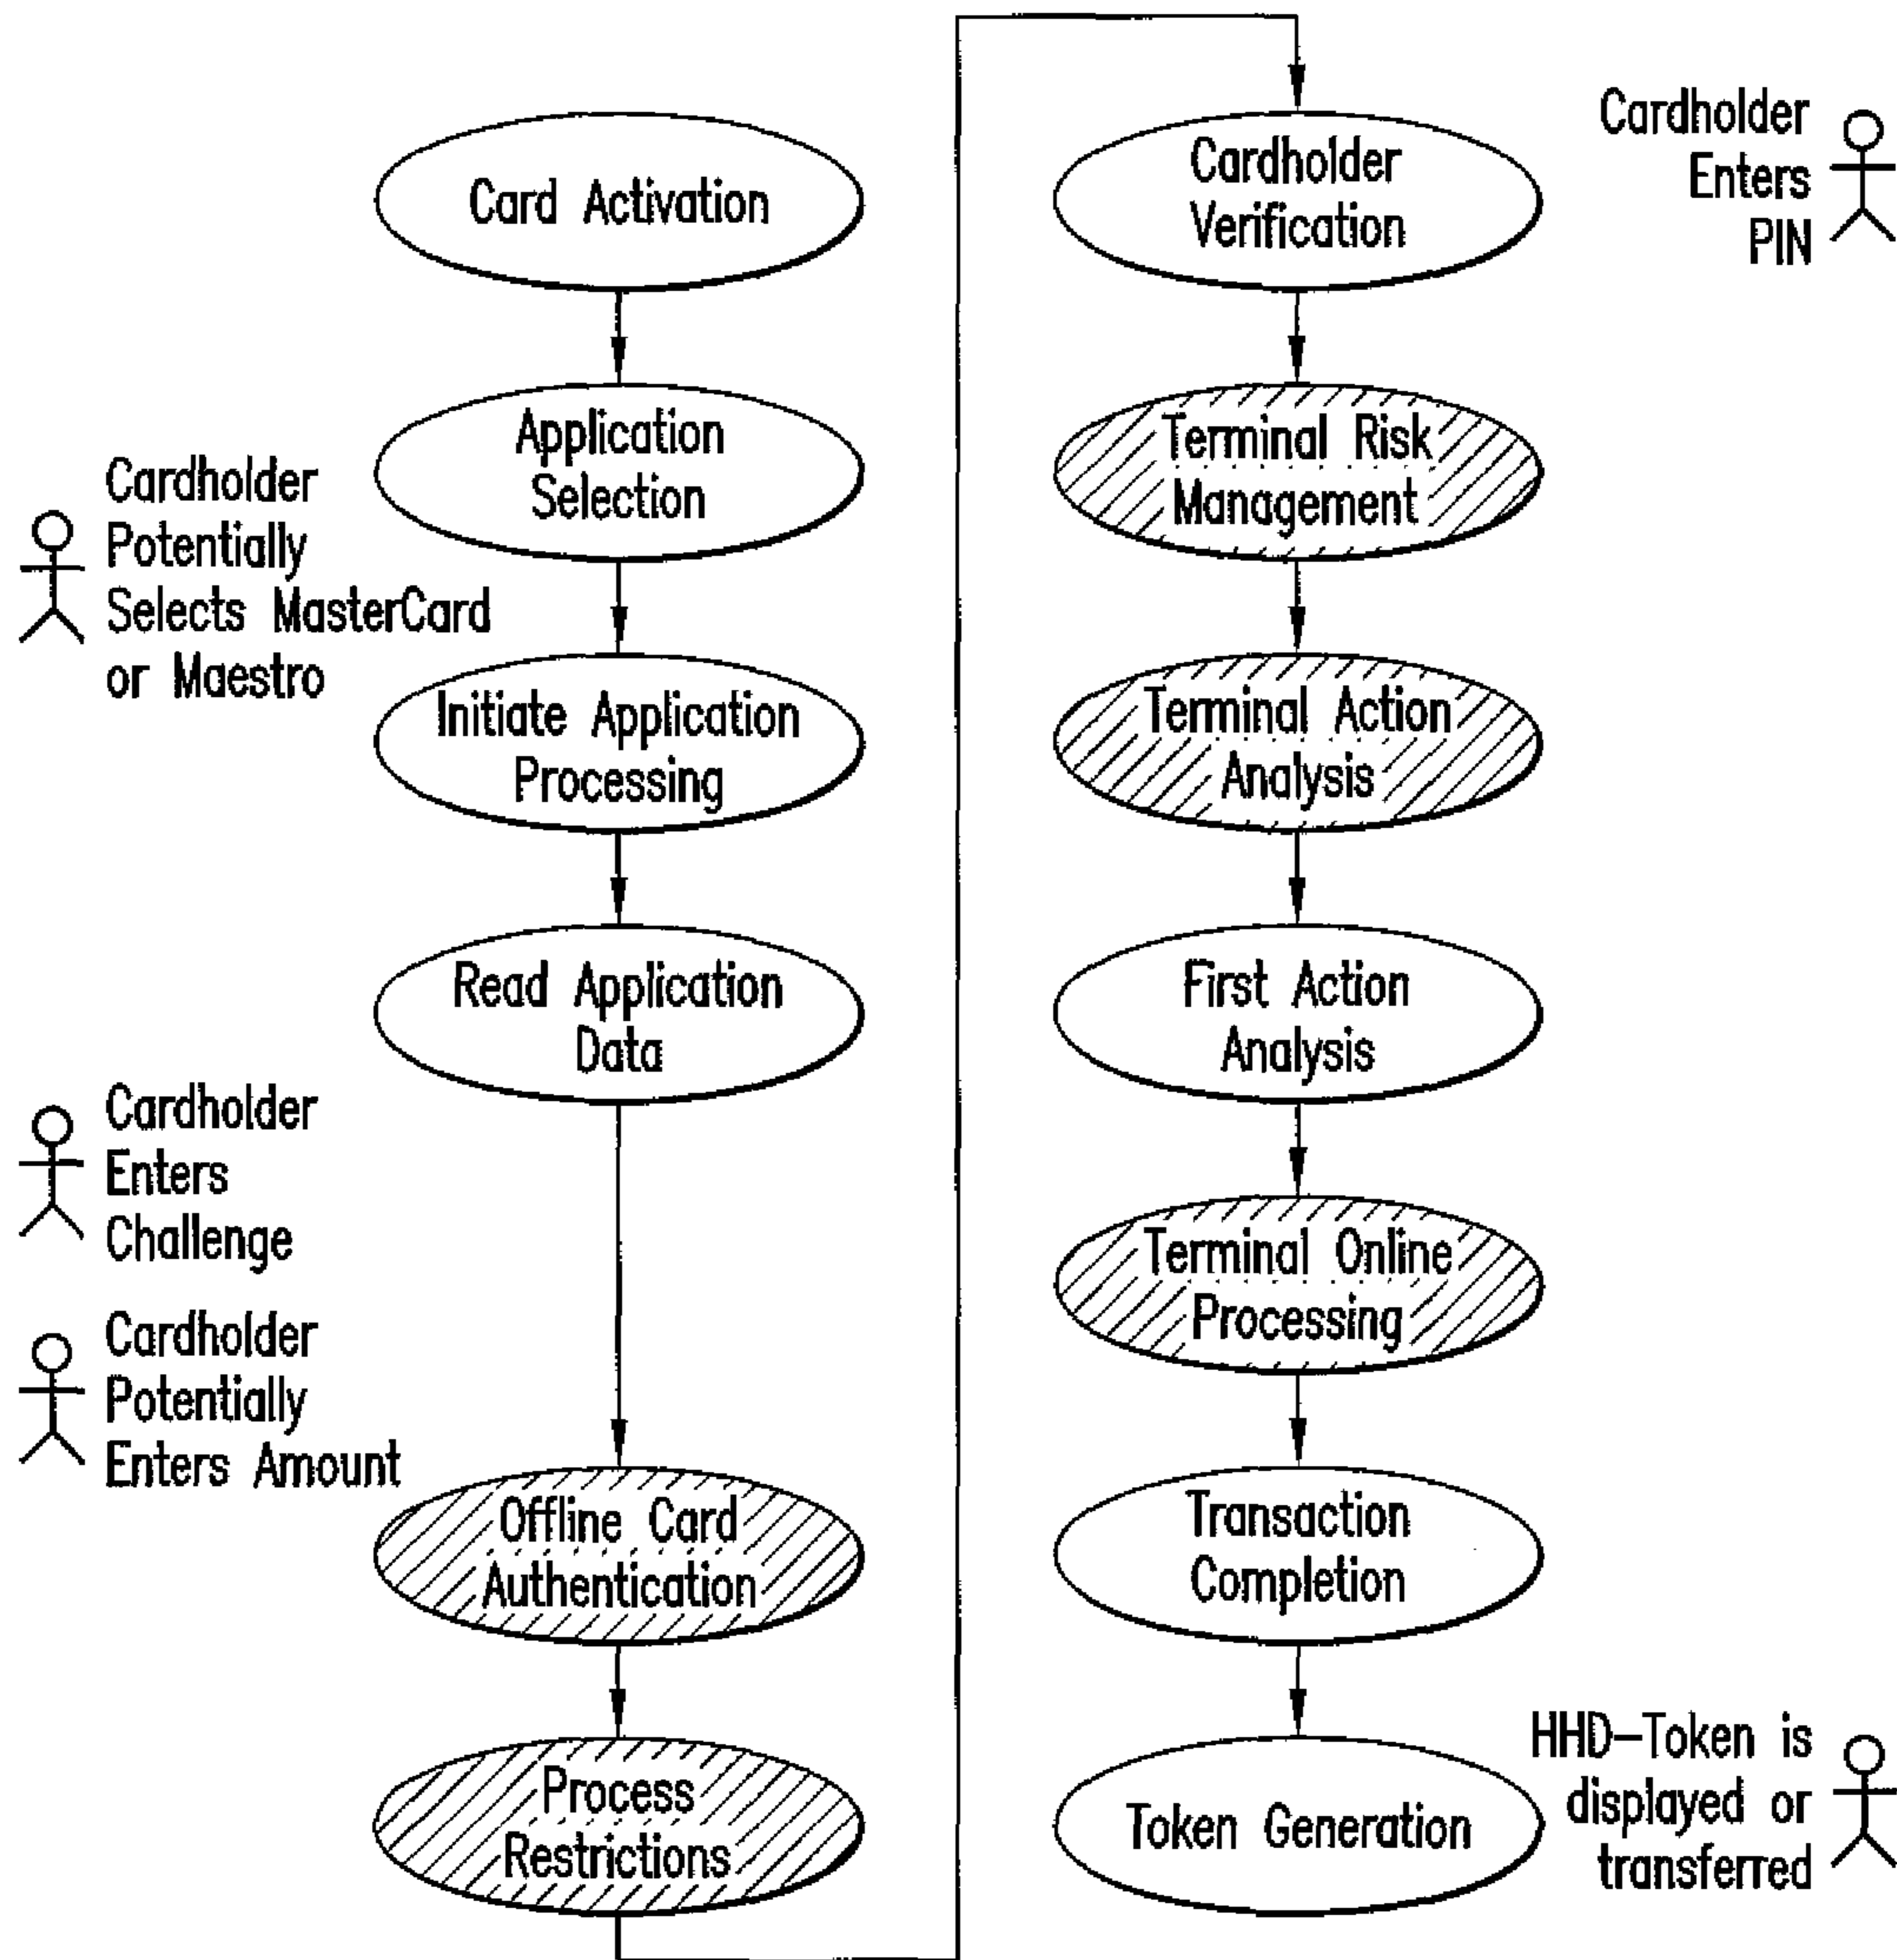 Card Activation
Application
Selection
Cardholder
Potentially
Selects MasterCard
or Maestro
Initiate Application
Processing
Read Application
Data
Cardholder
Enters
Challenge
Cardholder
Potentially
Enters Amount
Offline Card
Authentication
Process
Restrictions
Cardholder
Verification
Cardholder
Enters
PIN
Terminal Risk
Management
Terminal Action
Analysis
First Action
Analysis
Terminal Online
Processing
Transaction
Completion
Token Generation
HHD-Token is
displayed or
transferred